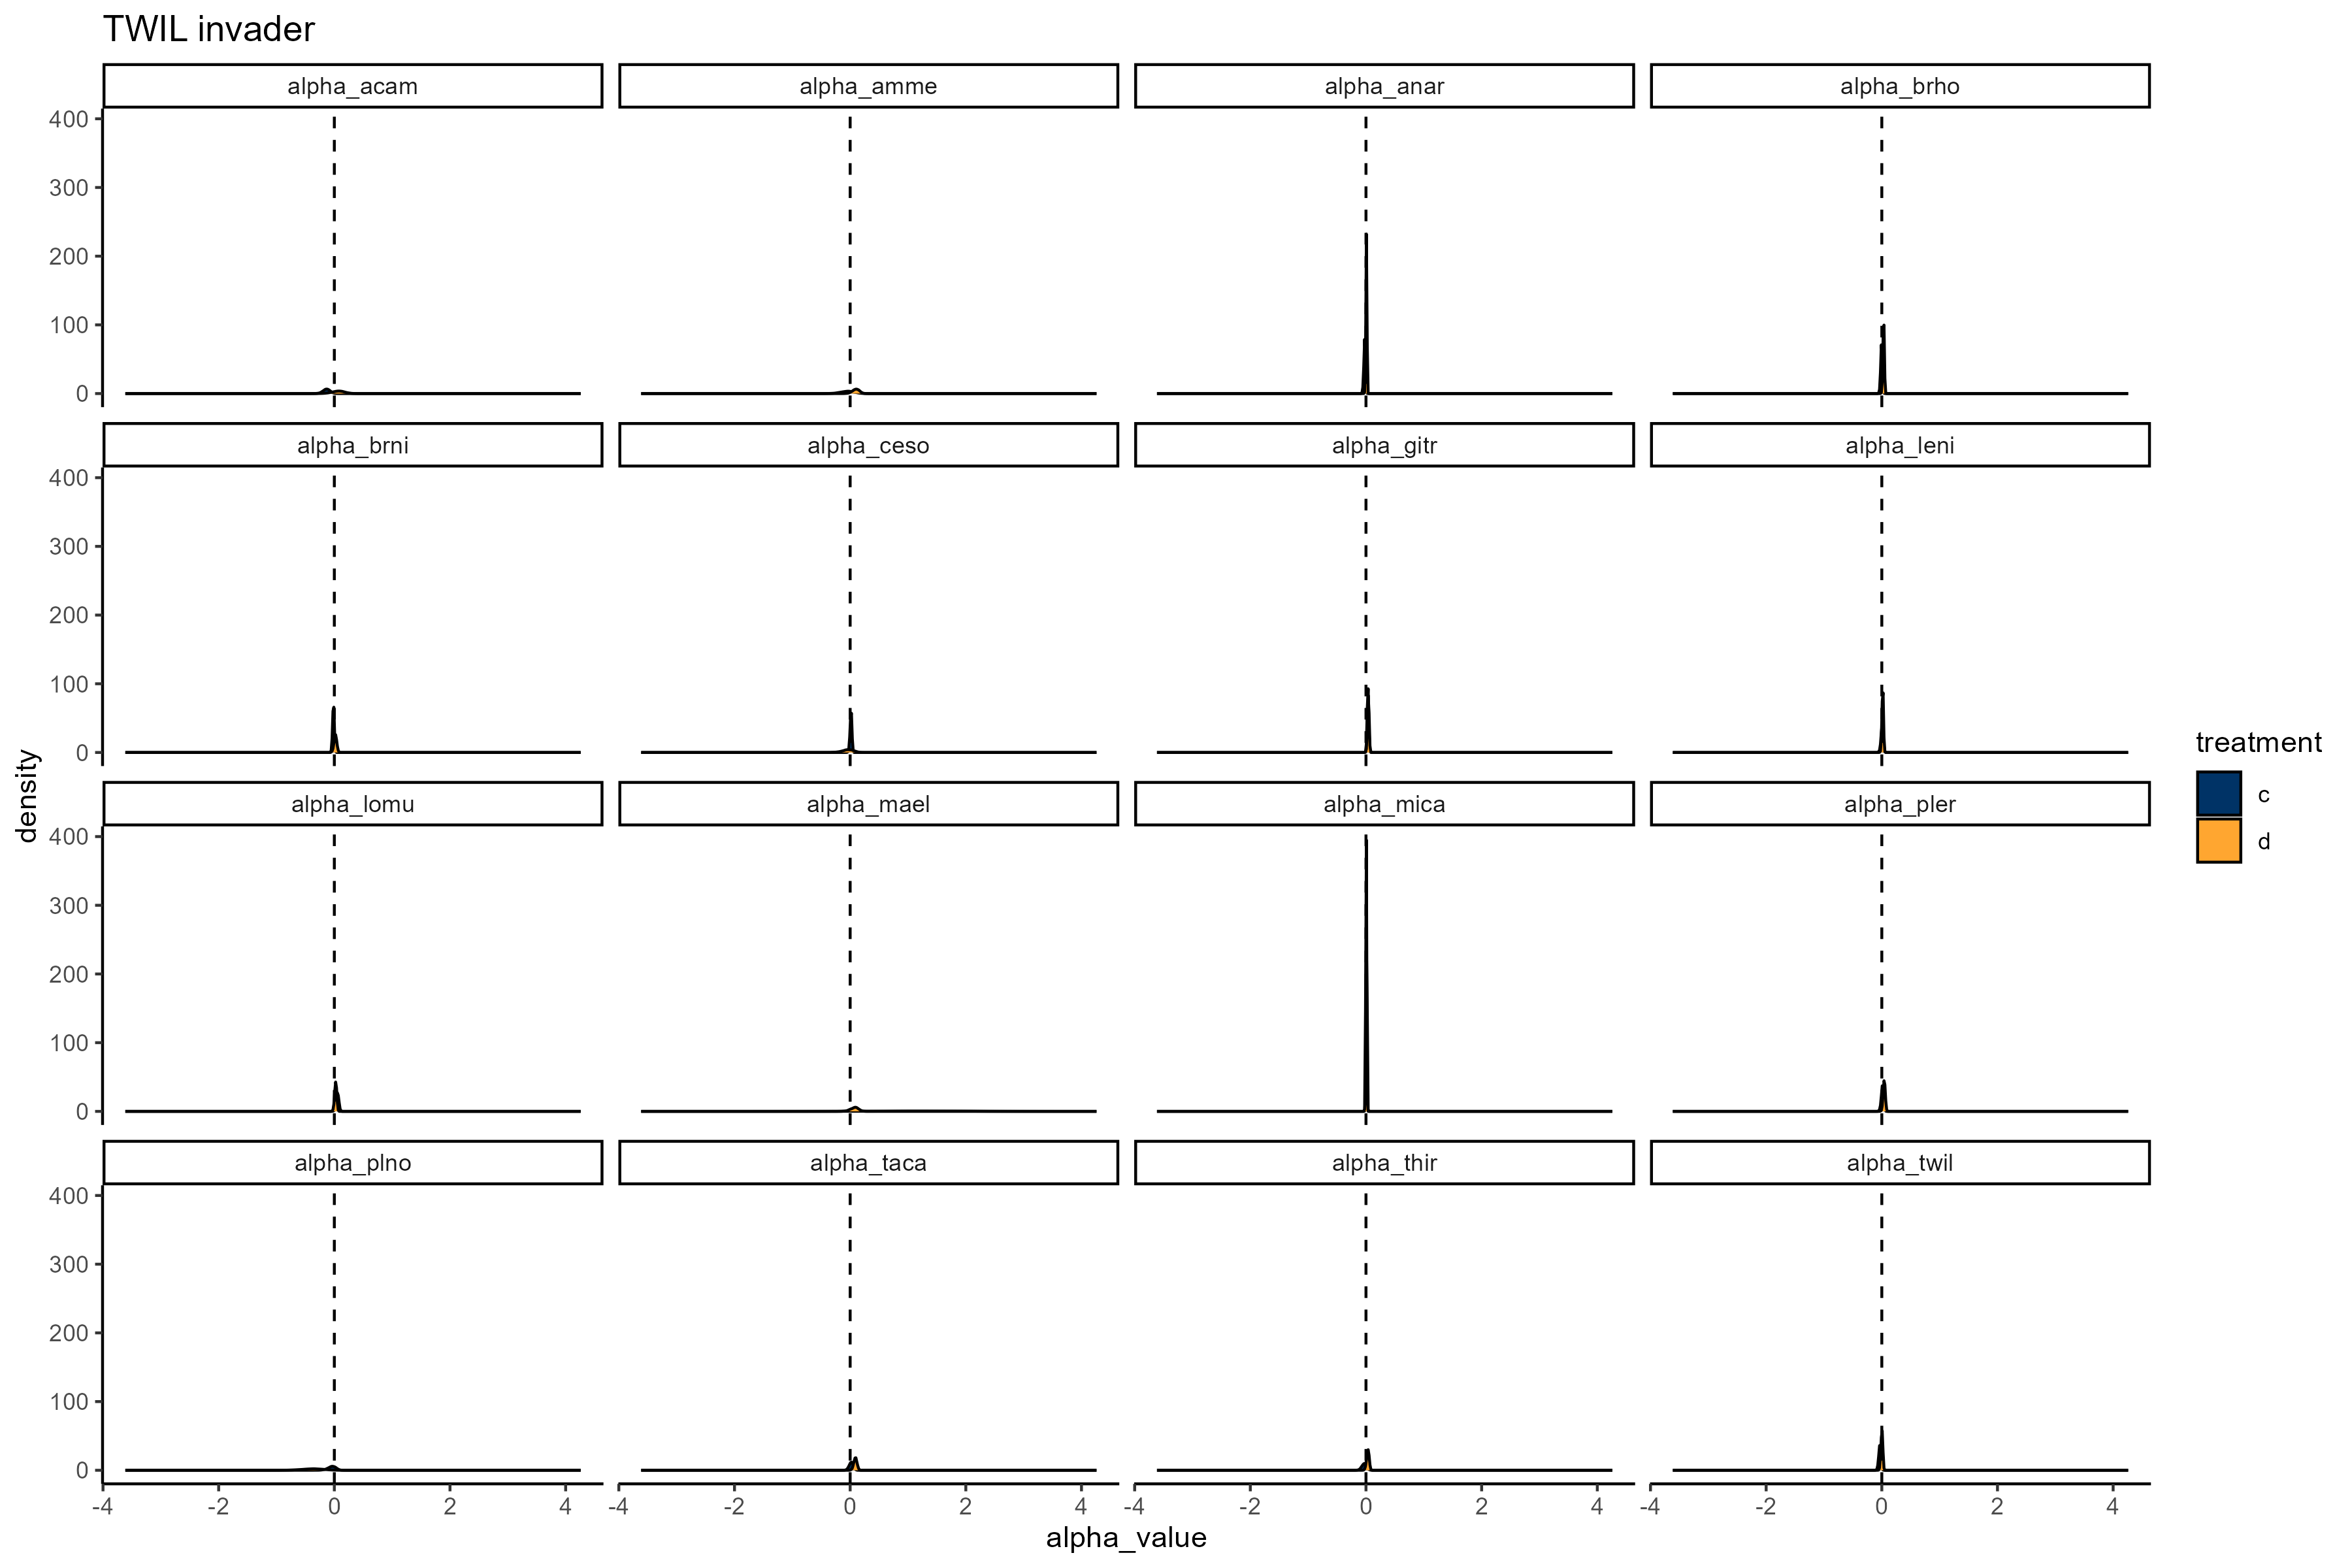 TWIL invader
alpha_acam alpha_amme alpha_anar alpha_brho
400
300
200
100
0
alpha_brni alpha_ceso alpha_gitr alpha_leni
400
300
200
100
0
alpha_lomu alpha_mael alpha_mica alpha_pler
400
300
200
100
0
alpha_plno alpha_taca alpha_thir alpha_twil
400
300
200
100
0
-4 -2 0 2 4 -4 -2 0 2 4 -4 -2 0 2 4 -4 -2 0 2 4
alpha_value
density
treatment
c
d